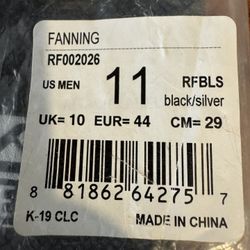 FANNING
RF002026 RFBLS
US MEN 11 black/silver
UK= 10 EUR= 44 CM= 29
8 81862 64275 7
K-19 CLC MADE IN CHINA